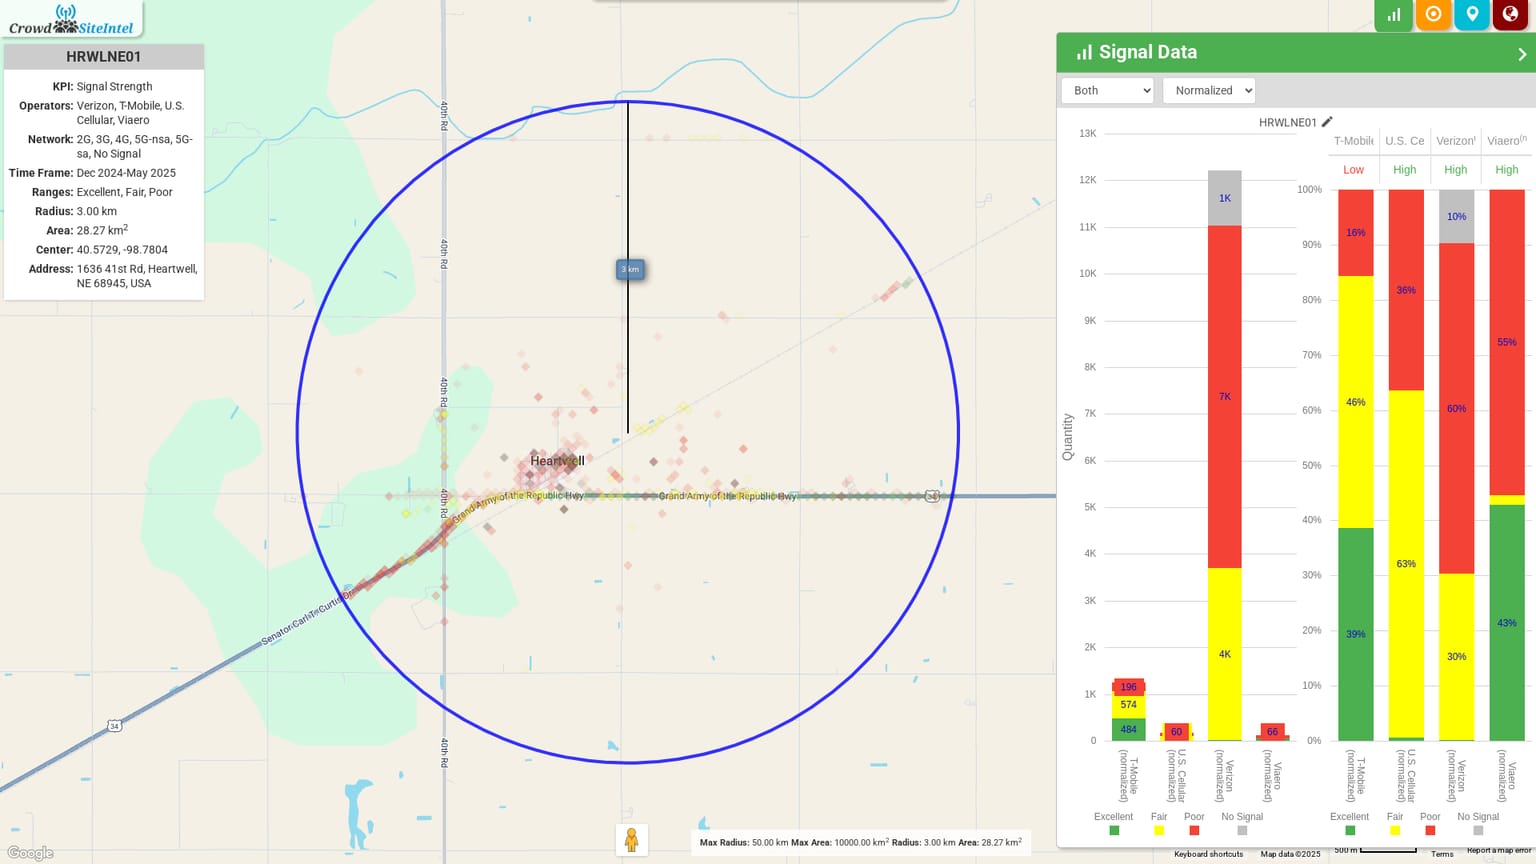 Crowd SiteIntel
HRWLNE01
KPI: Signal Strength
Operators: Verizon, T-Mobile, U.S.
Cellular, Viaero
Network: 2G, 3G, 4G, 5G-nsa, 5G-
sa, No Signal
Time Frame: Dec 2024-May 2025
Ranges: Excellent, Fair, Poor
Radius: 3.00 km
Area: 28.27 km²
Center: 40.5729, -98.7804
Address: 1636 41st Rd, Heartwell,
NE 68945, USA
40th Rd
40th Rd
3 km
40th Rd
Heartwell
40th Rd
Grand Army of the Republic Hwy
Grand Army of the Republic Hwy
34
Senator Carl T Curtis Dr
34
40th Rd
Google
Max Radius: 50.00 km Max Area: 10000.00 km² Radius: 3.00 km Area: 28.27 km²
Signal Data
Both
Normalized
HRWLNE01
13K
12K
11K
10K
9K
8K
7K
6K
5K
4K
3K
2K
1K
0
Quantity
196
574
484
60
1K
7K
4K
66
T-Mobile
(normalized)
U.S. Cellular
(normalized)
Verizon
(normalized)
Viaero
(normalized)
Excellent
Fair
Poor
No Signal
T-Mobile
U.S. Ce
Verizon
Viaero(n
Low
High
High
High
100%
90%
80%
70%
60%
50%
40%
30%
20%
10%
0%
16%
46%
39%
36%
63%
10%
60%
30%
55%
43%
T-Mobile
(normalized)
U.S. Cellular
(normalized)
Verizon
(normalized)
Viaero
(normalized)
Excellent
Fair
Poor
No Signal
Keyboard shortcuts
Map data ©2025
500 m
Terms
Report a map error